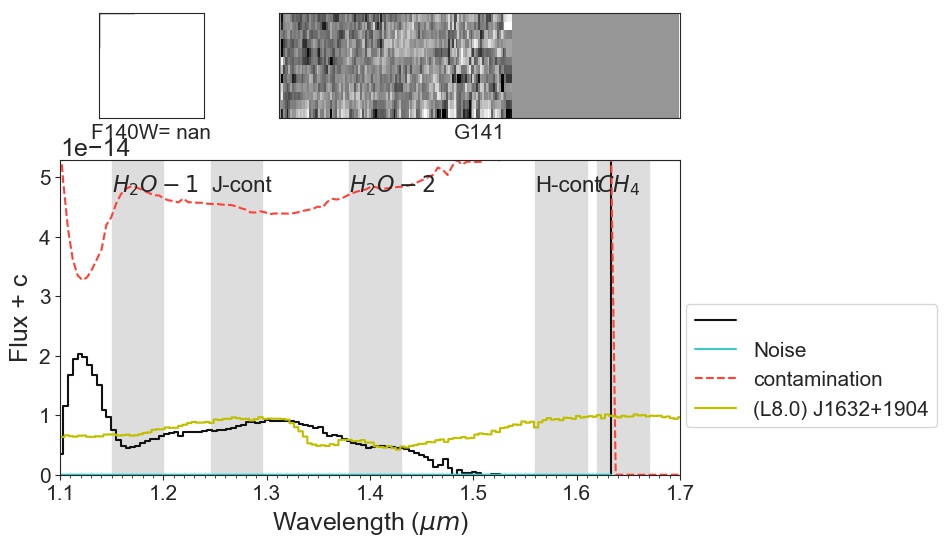 F140W= nan
G141
1e−14
H₂O − 1
J-cont
H₂O − 2
H-cont
CH₄
5
4
3
2
1
0
Flux + c
1.1
1.2
1.3
1.4
1.5
1.6
1.7
Wavelength (μm)
Noise
contamination
(L8.0) J1632+1904